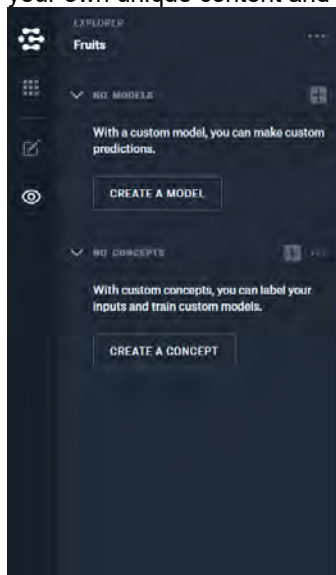 your own unique content and
EXPLORER
Fruits
NO MODELS
With a custom model, you can make custom
predictions.
CREATE A MODEL
NO CONCEPTS
With custom concepts, you can label your
inputs and train custom models.
CREATE A CONCEPT